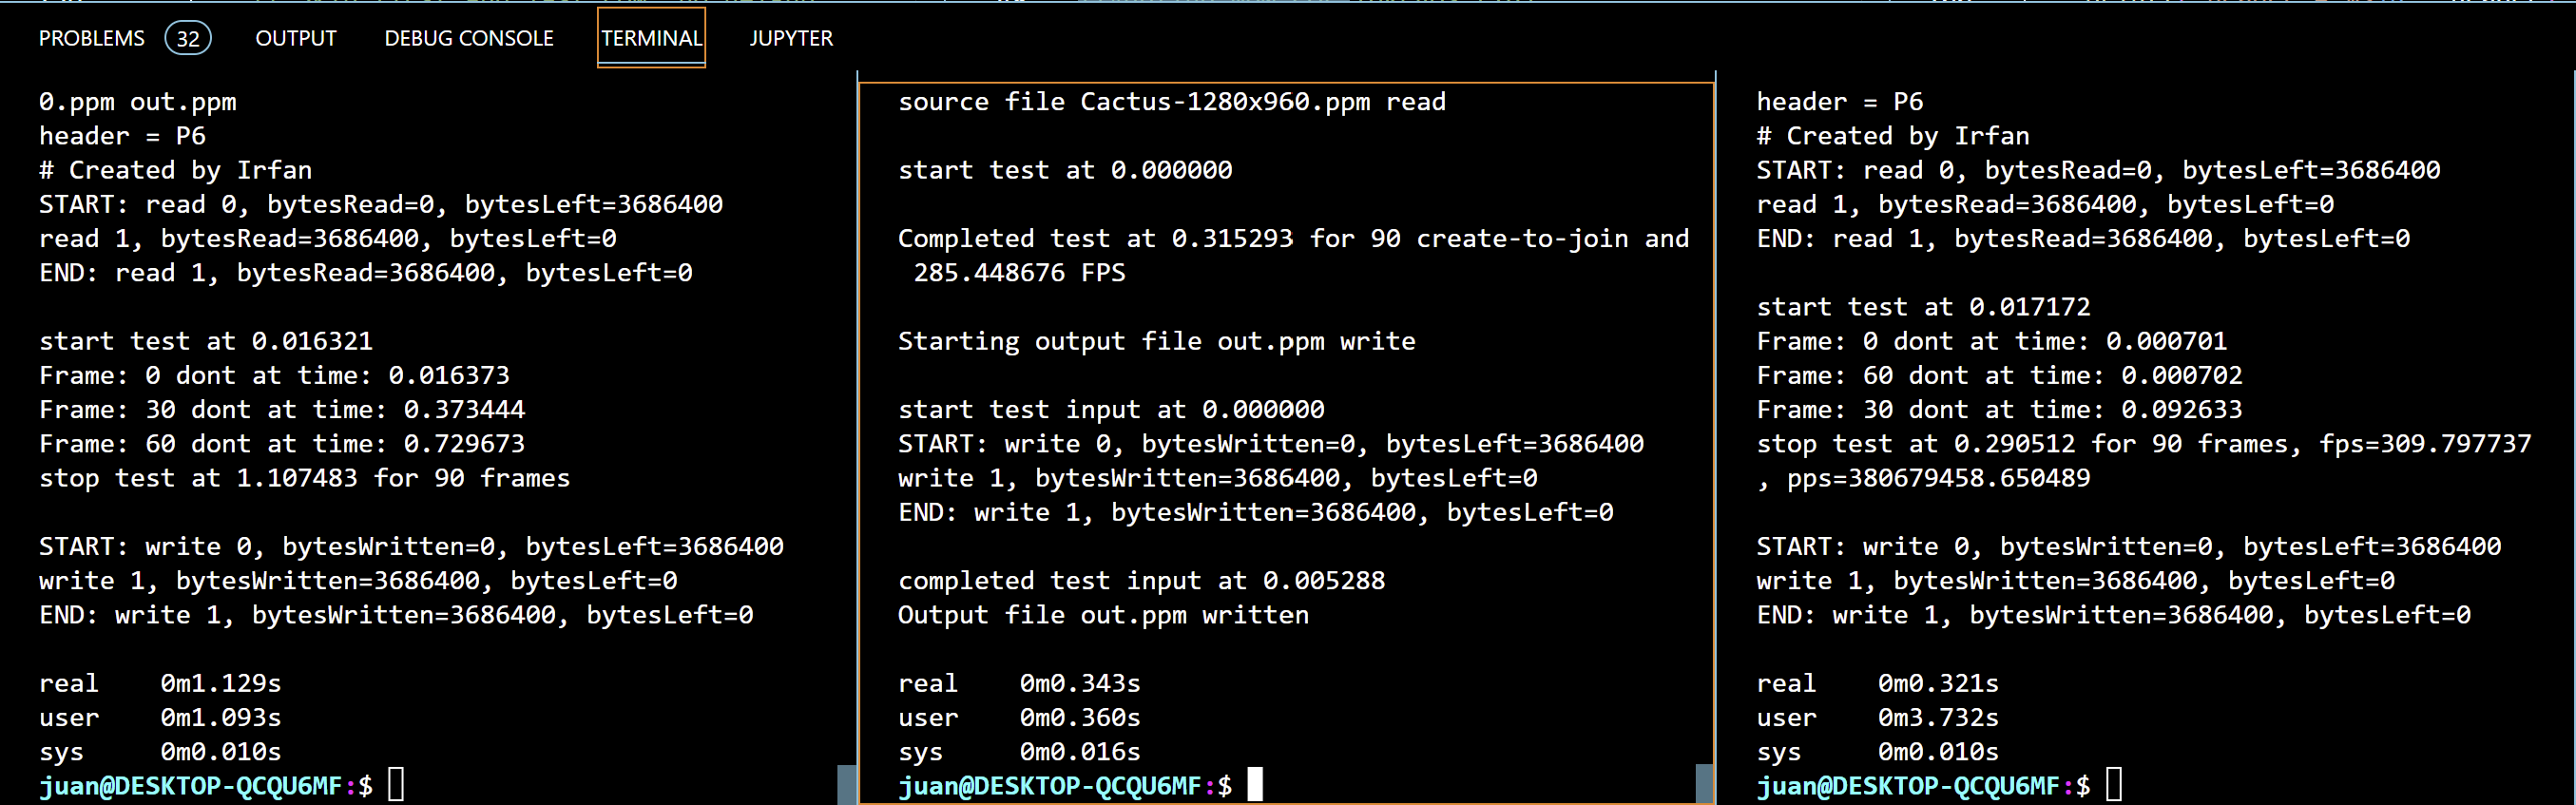 PROBLEMS 32 OUTPUT DEBUG CONSOLE TERMINAL JUPYTER
0.ppm out.ppm
header = P6
# Created by Irfan
START: read 0, bytesRead=0, bytesLeft=3686400
read 1, bytesRead=3686400, bytesLeft=0
END: read 1, bytesRead=3686400, bytesLeft=0
start test at 0.016321
Frame: 0 dont at time: 0.016373
Frame: 30 dont at time: 0.373444
Frame: 60 dont at time: 0.729673
stop test at 1.107483 for 90 frames
START: write 0, bytesWritten=0, bytesLeft=3686400
write 1, bytesWritten=3686400, bytesLeft=0
END: write 1, bytesWritten=3686400, bytesLeft=0
real 0m1.129s
user 0m1.093s
sys 0m0.010s
juan@DESKTOP-QCQU6MF:$
source file Cactus-1280x960.ppm read
start test at 0.000000
Completed test at 0.315293 for 90 create-to-join and
285.448676 FPS
Starting output file out.ppm write
start test input at 0.000000
START: write 0, bytesWritten=0, bytesLeft=3686400
write 1, bytesWritten=3686400, bytesLeft=0
END: write 1, bytesWritten=3686400, bytesLeft=0
completed test input at 0.005288
Output file out.ppm written
real 0m0.343s
user 0m0.360s
sys 0m0.016s
juan@DESKTOP-QCQU6MF:$
header = P6
# Created by Irfan
START: read 0, bytesRead=0, bytesLeft=3686400
read 1, bytesRead=3686400, bytesLeft=0
END: read 1, bytesRead=3686400, bytesLeft=0
start test at 0.017172
Frame: 0 dont at time: 0.000701
Frame: 60 dont at time: 0.000702
Frame: 30 dont at time: 0.092633
stop test at 0.290512 for 90 frames, fps=309.797737
, pps=380679458.650489
START: write 0, bytesWritten=0, bytesLeft=3686400
write 1, bytesWritten=3686400, bytesLeft=0
END: write 1, bytesWritten=3686400, bytesLeft=0
real 0m0.321s
user 0m3.732s
sys 0m0.010s
juan@DESKTOP-QCQU6MF:$